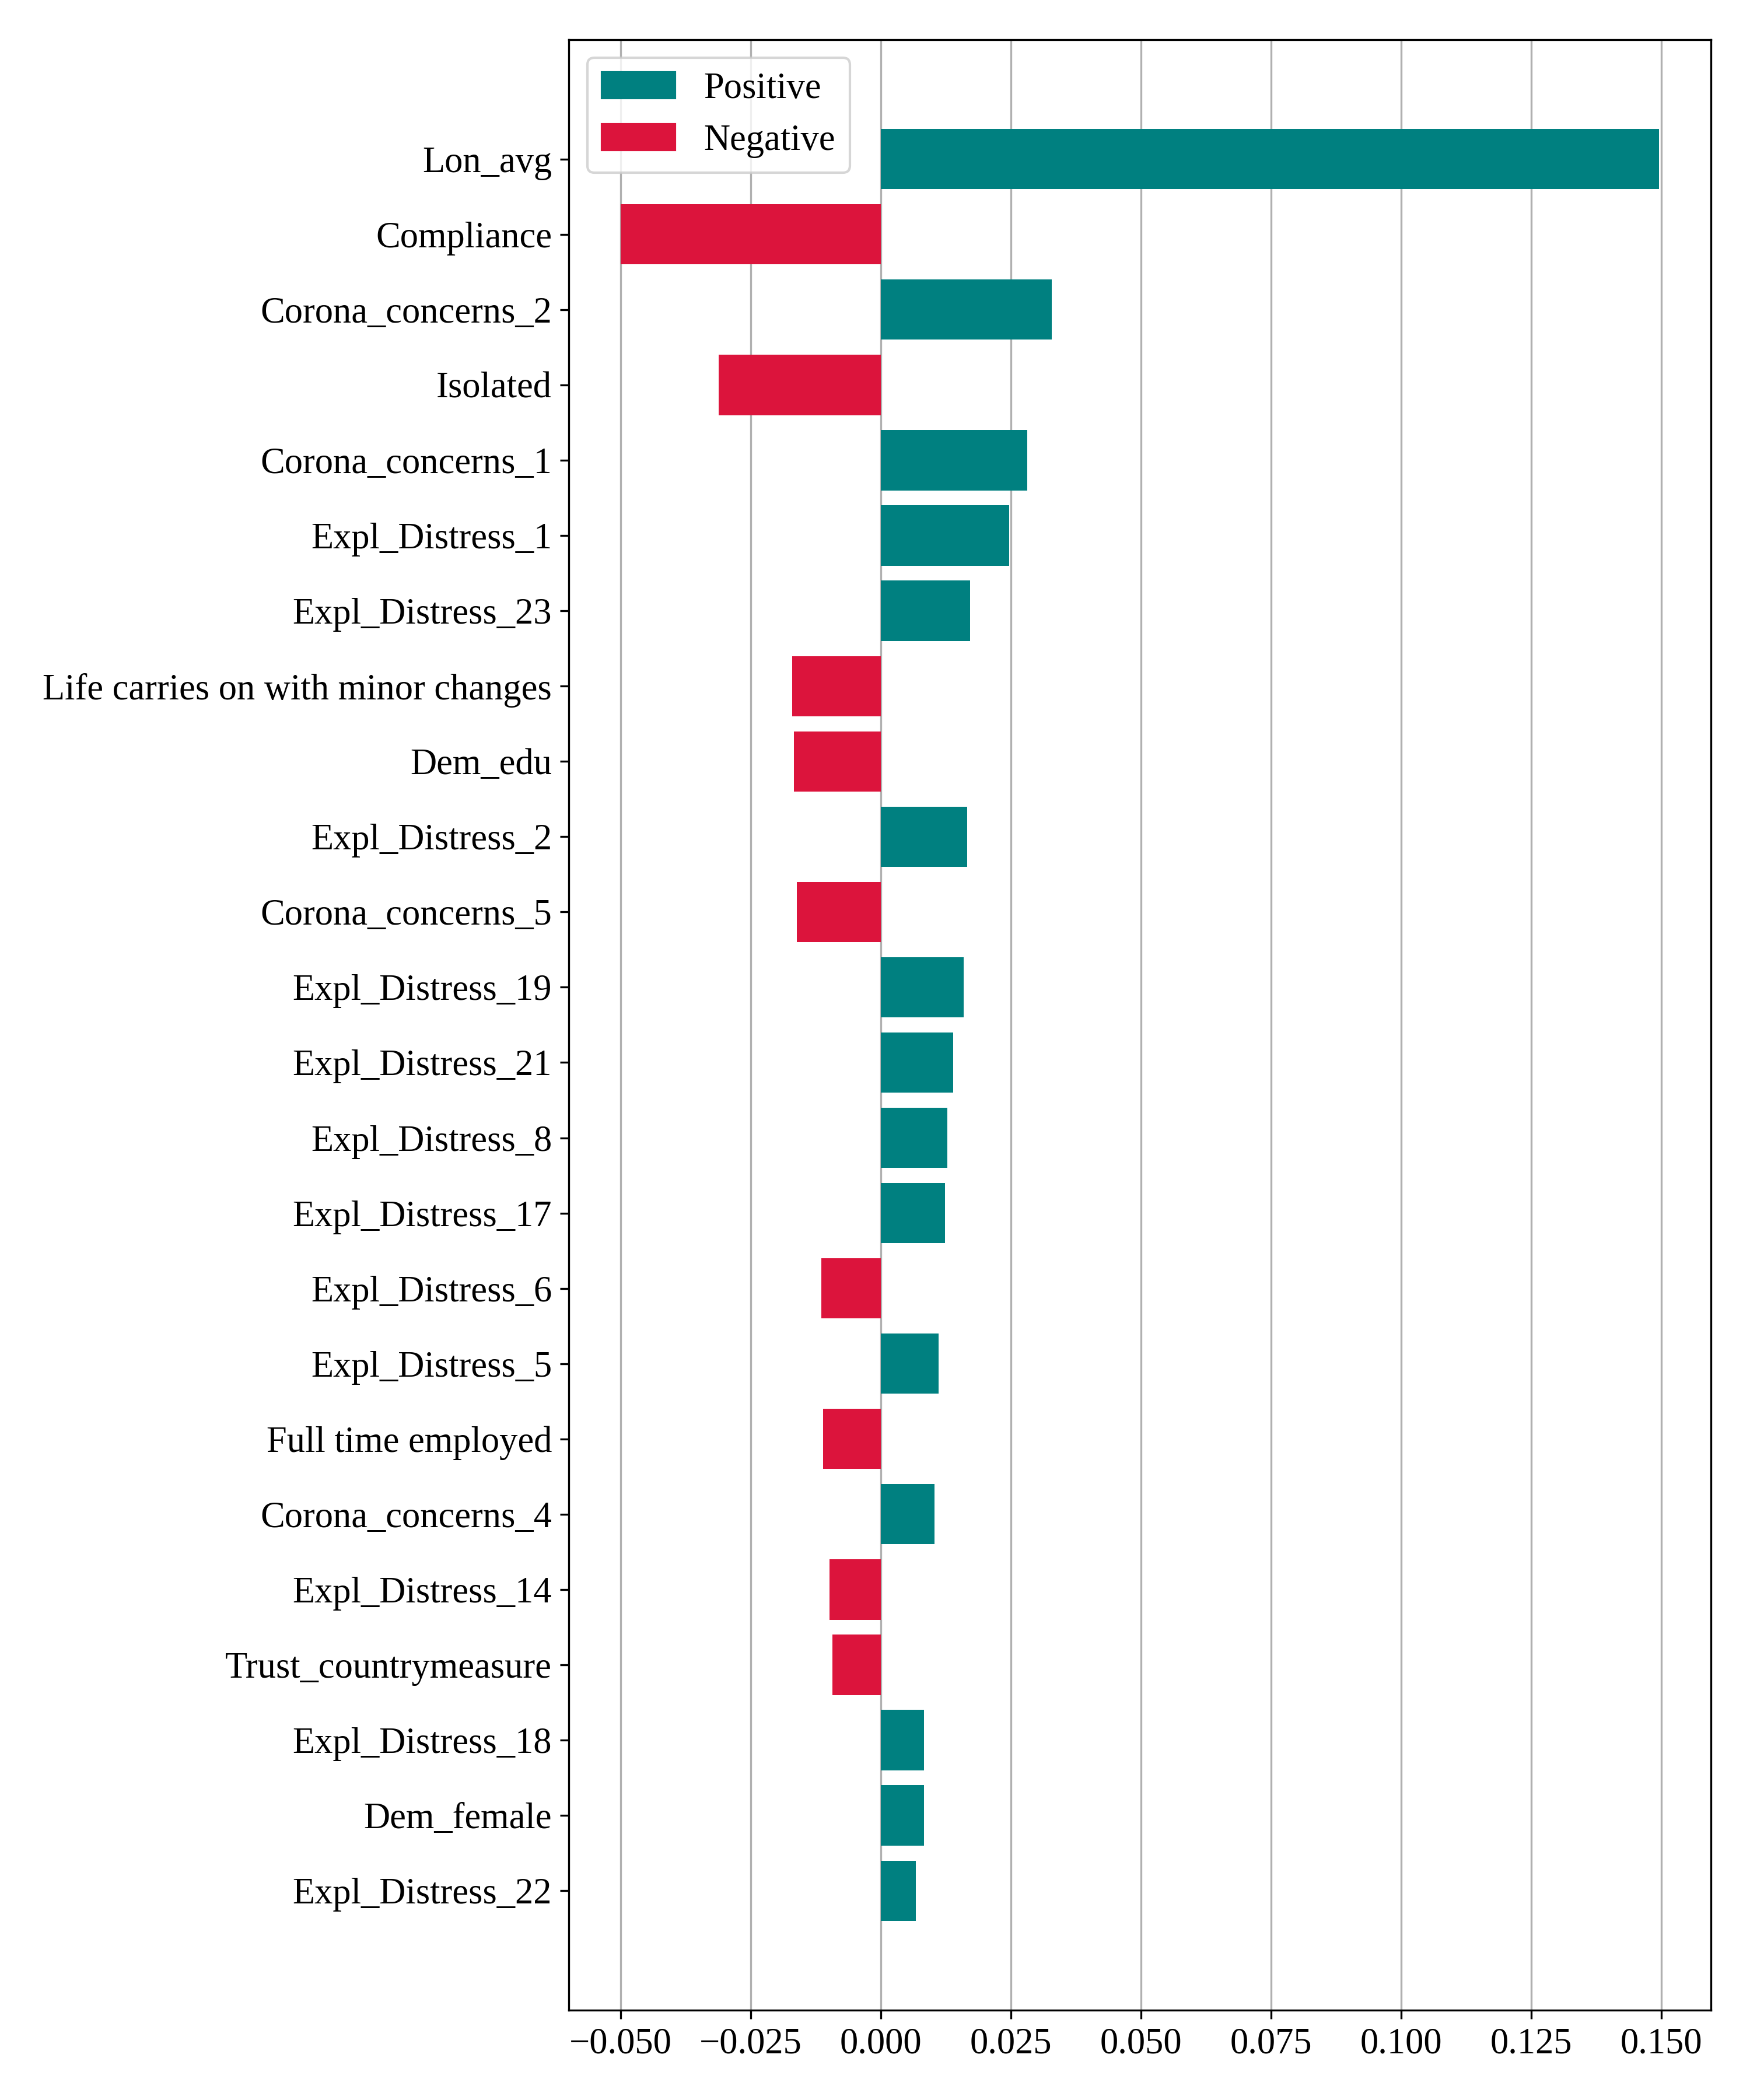 Positive
Negative
Lon_avg
Compliance
Corona_concerns_2
Isolated
Corona_concerns_1
Expl_Distress_1
Expl_Distress_23
Life carries on with minor changes
Dem_edu
Expl_Distress_2
Corona_concerns_5
Expl_Distress_19
Expl_Distress_21
Expl_Distress_8
Expl_Distress_17
Expl_Distress_6
Expl_Distress_5
Full time employed
Corona_concerns_4
Expl_Distress_14
Trust_countrymeasure
Expl_Distress_18
Dem_female
Expl_Distress_22
−0.050 −0.025 0.000 0.025 0.050 0.075 0.100 0.125 0.150